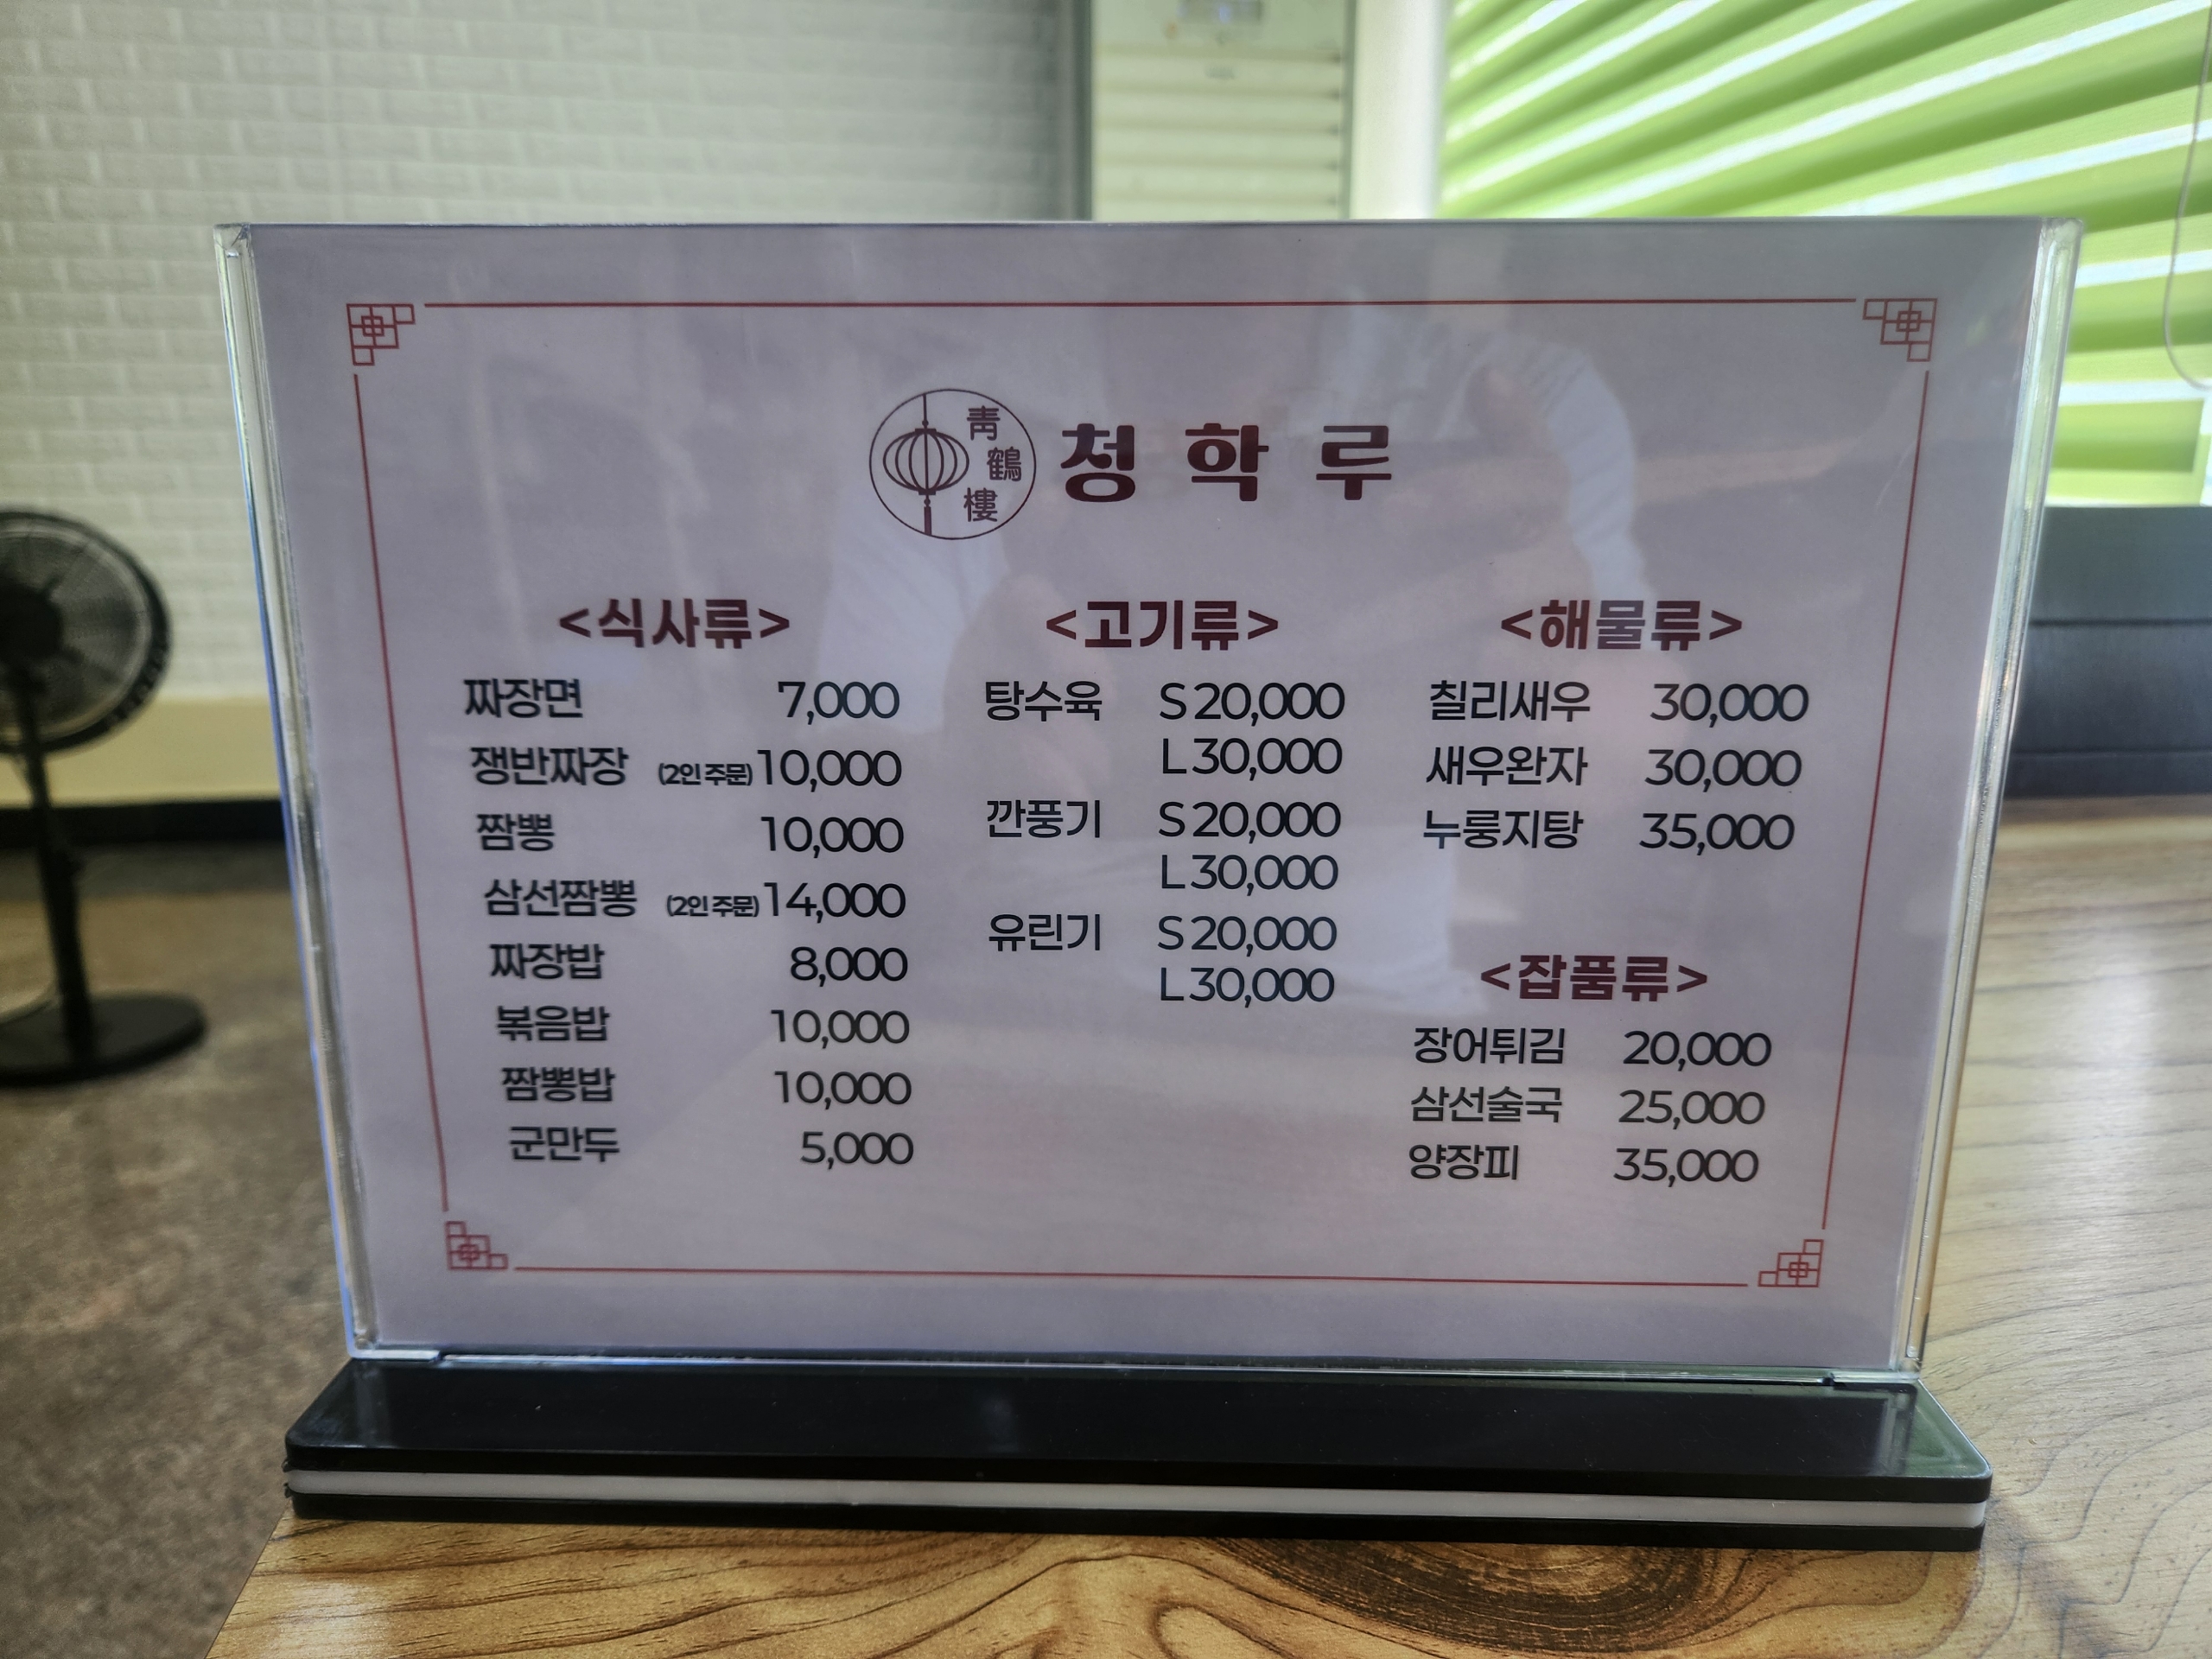 靑
鶴
樓
청학루
<식사류>
짜장면 7,000
쟁반짜장 (2인 주문) 10,000
짬뽕 10,000
삼선짬뽕 (2인 주문) 14,000
짜장밥 8,000
볶음밥 10,000
짬뽕밥 10,000
군만두 5,000
<고기류>
탕수육 S 20,000
L 30,000
깐풍기 S 20,000
L 30,000
유린기 S 20,000
L 30,000
<해물류>
칠리새우 30,000
새우완자 30,000
누룽지탕 35,000
<잡품류>
장어튀김 20,000
삼선술국 25,000
양장피 35,000